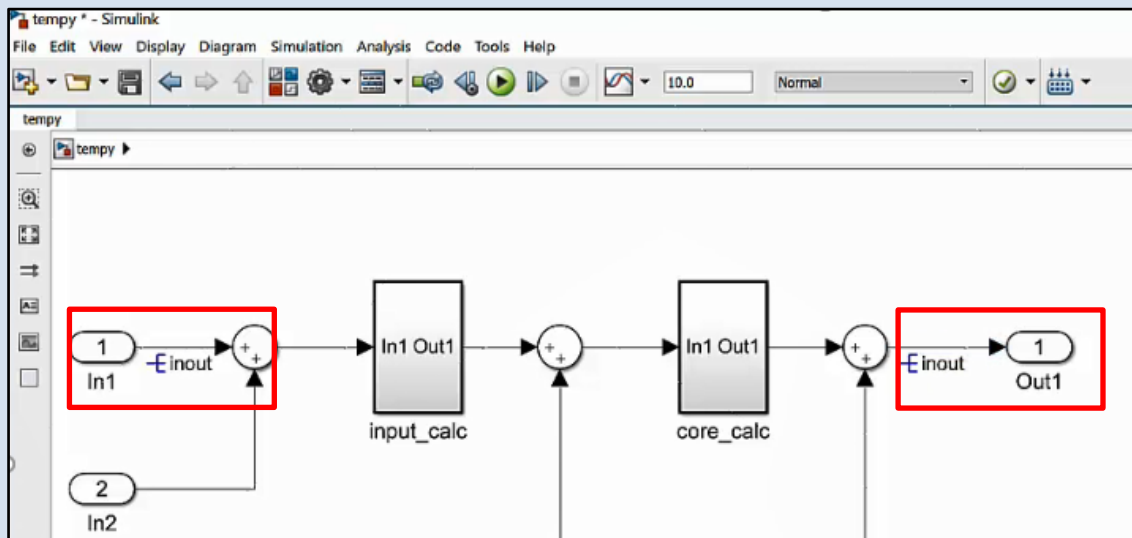 tempy * - Simulink
File Edit View Display Diagram Simulation Analysis Code Tools Help
10.0 Normal
tempy
tempy
1
inout
In1
+
+
In1 Out1
input_calc
+
+
In1 Out1
core_calc
+
+
inout
1
Out1
2
In2